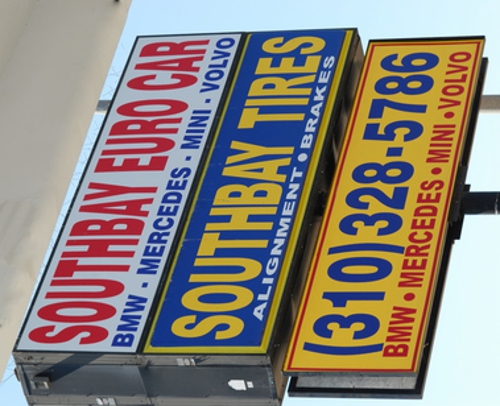 SOUTHBAY EURO CAR
BMW - MERCEDES - MINI - VOLVO
SOUTHBAY TIRES
ALIGNMENT • BRAKES
(310)328-5786
BMW • MERCEDES • MINI • VOLVO